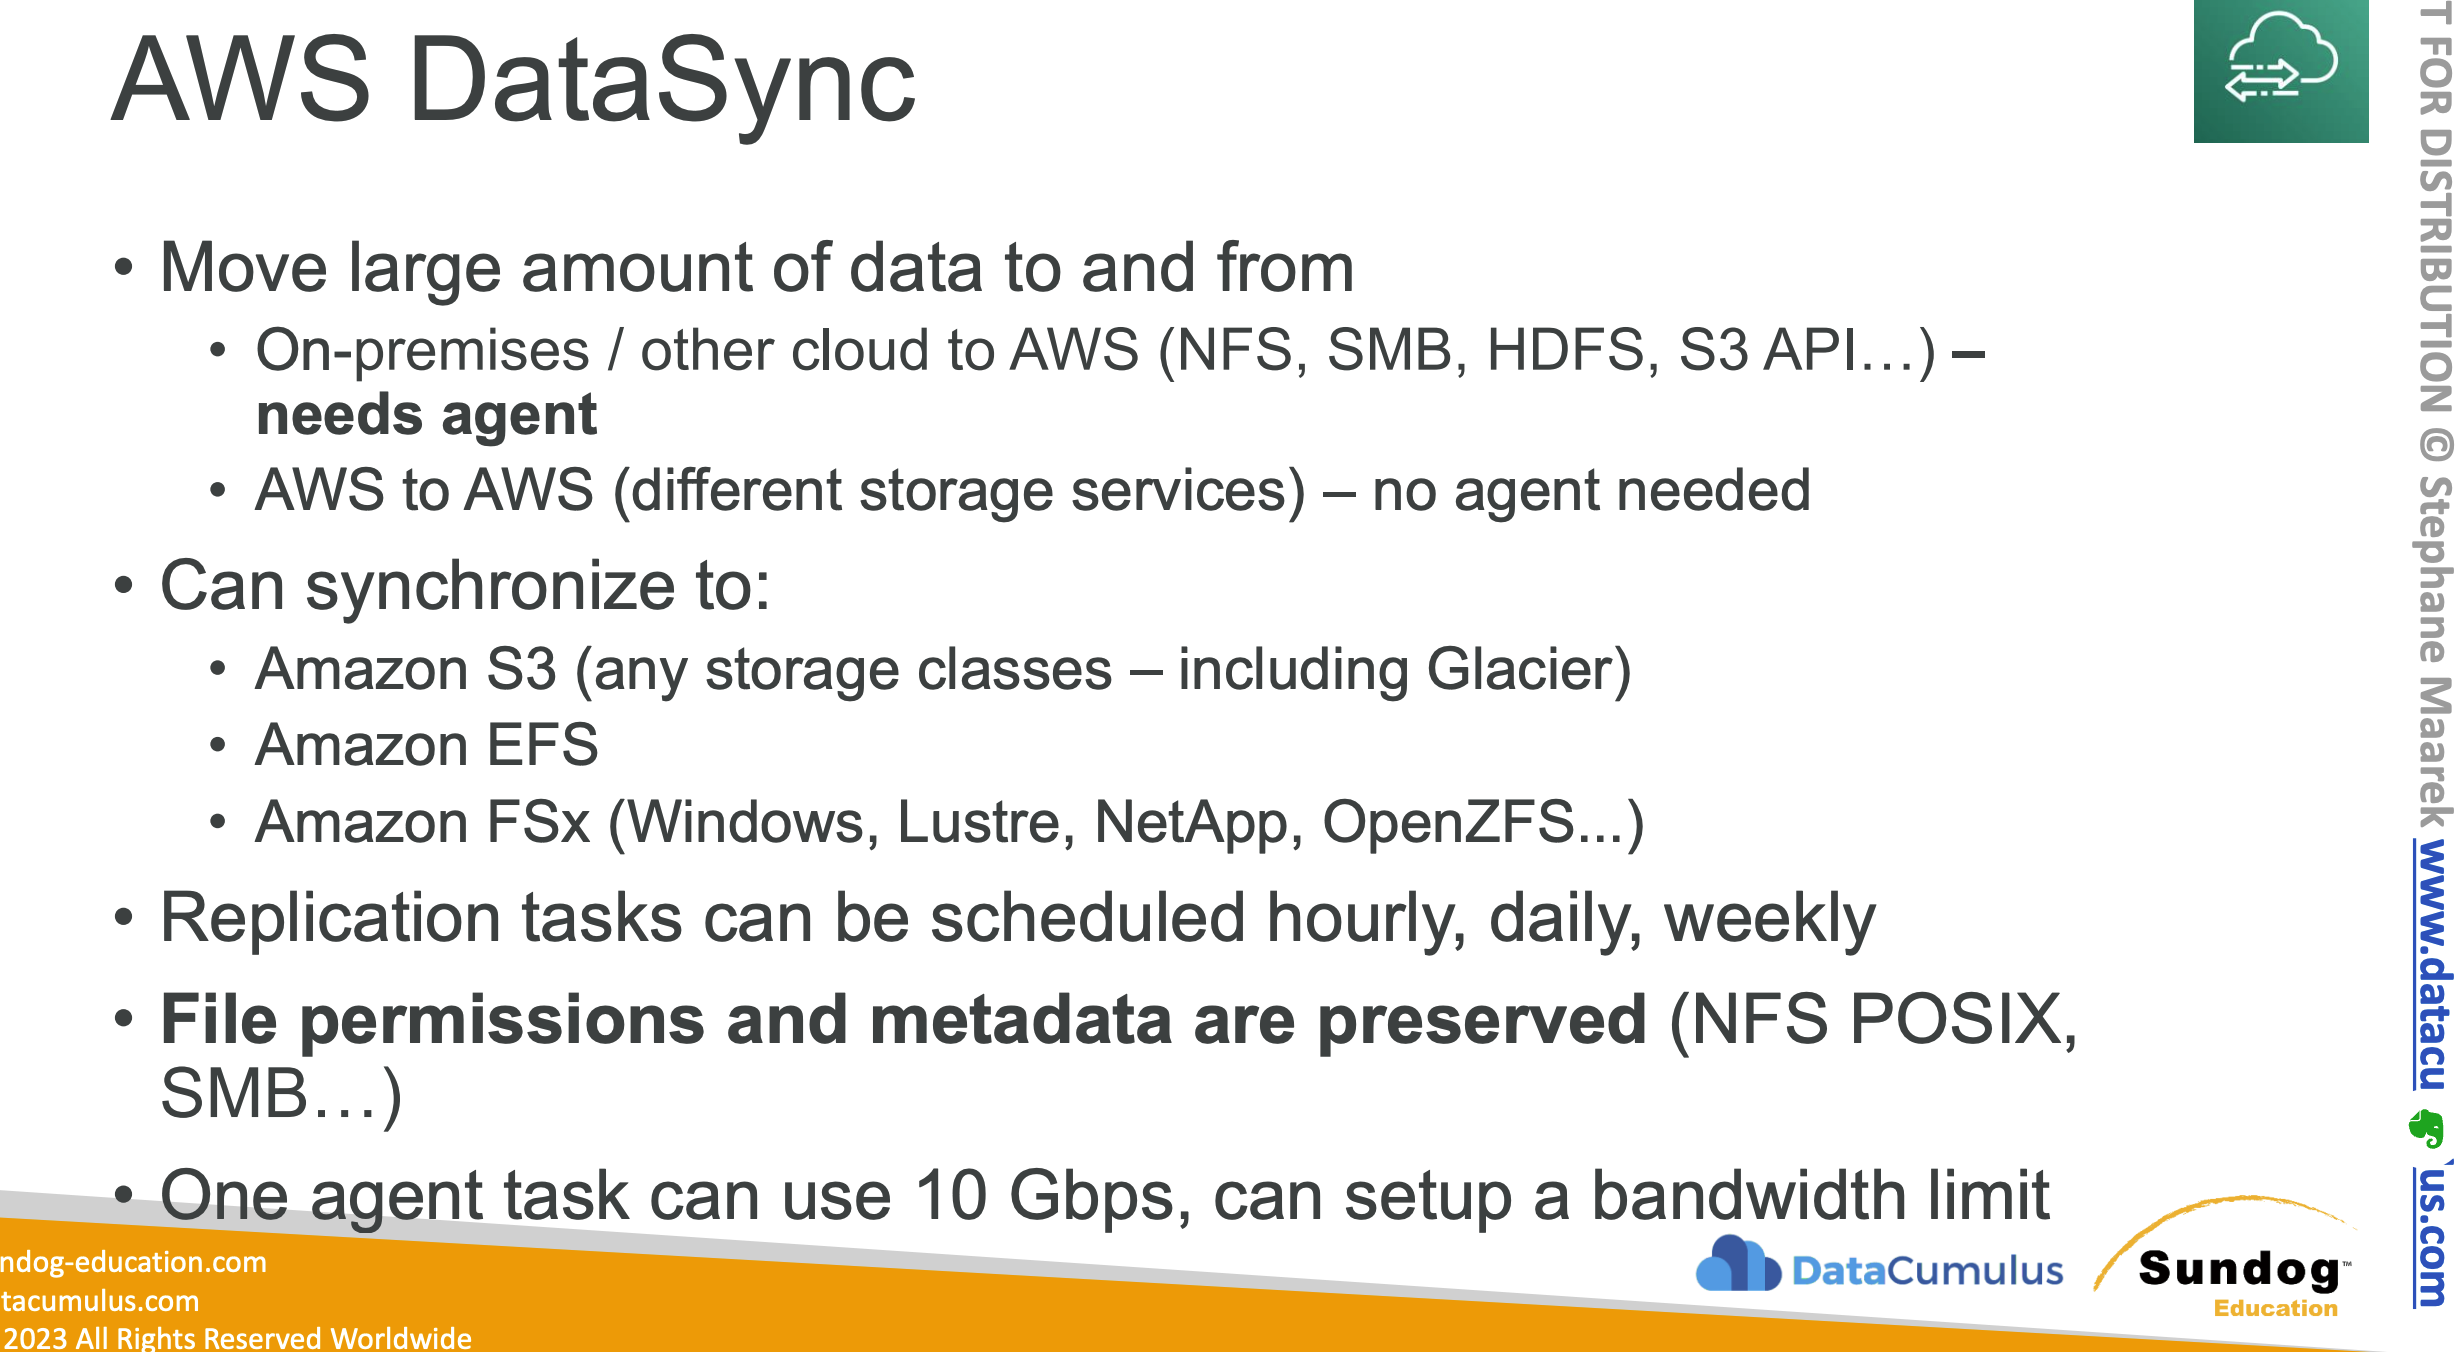 AWS DataSync
• Move large amount of data to and from
• On-premises / other cloud to AWS (NFS, SMB, HDFS, S3 API…) –
needs agent
• AWS to AWS (different storage services) – no agent needed
• Can synchronize to:
• Amazon S3 (any storage classes – including Glacier)
• Amazon EFS
• Amazon FSx (Windows, Lustre, NetApp, OpenZFS...)
• Replication tasks can be scheduled hourly, daily, weekly
• File permissions and metadata are preserved (NFS POSIX,
SMB…)
• One agent task can use 10 Gbps, can setup a bandwidth limit
ndog-education.com
tacumulus.com
2023 All Rights Reserved Worldwide
DataCumulus
Sundog™
Education
T FOR DISTRIBUTION © Stephane Maarek www.datacu us.com